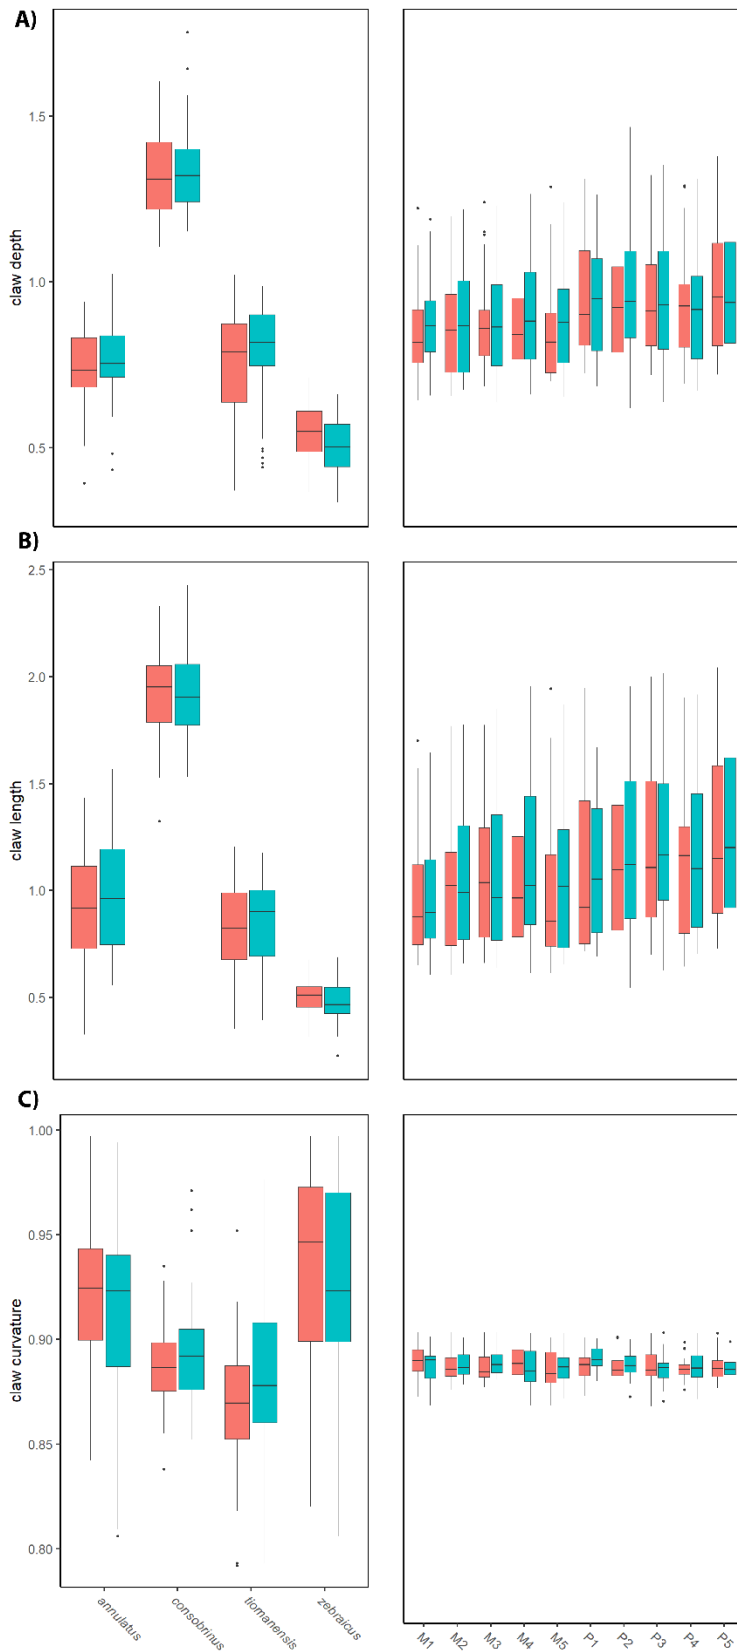 A)
claw depth
1.5
1.0
0.5
B)
claw length
2.5
2.0
1.5
1.0
0.5
C)
claw curvature
1.00
0.95
0.90
0.85
0.80
annulatus
consobrinus
tiomanensis
zebraicus
M1
M2
M3
M4
M5
P1
P2
P3
P4
P5